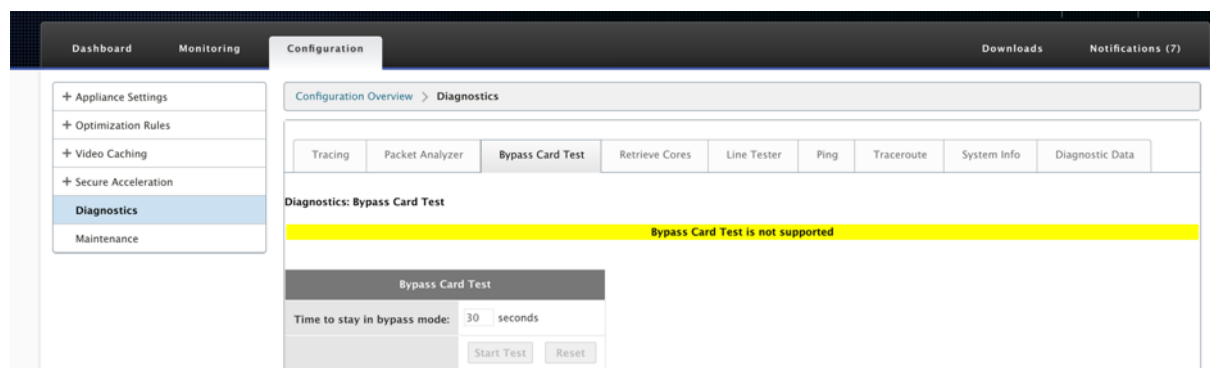 Dashboard Monitoring Configuration Downloads Notifications (7)
+ Appliance Settings
+ Optimization Rules
+ Video Caching
+ Secure Acceleration
Diagnostics
Maintenance
Configuration Overview > Diagnostics
Tracing Packet Analyzer Bypass Card Test Retrieve Cores Line Tester Ping Traceroute System Info Diagnostic Data
Diagnostics: Bypass Card Test
Bypass Card Test is not supported
Bypass Card Test
Time to stay in bypass mode: 30 seconds
Start Test Reset